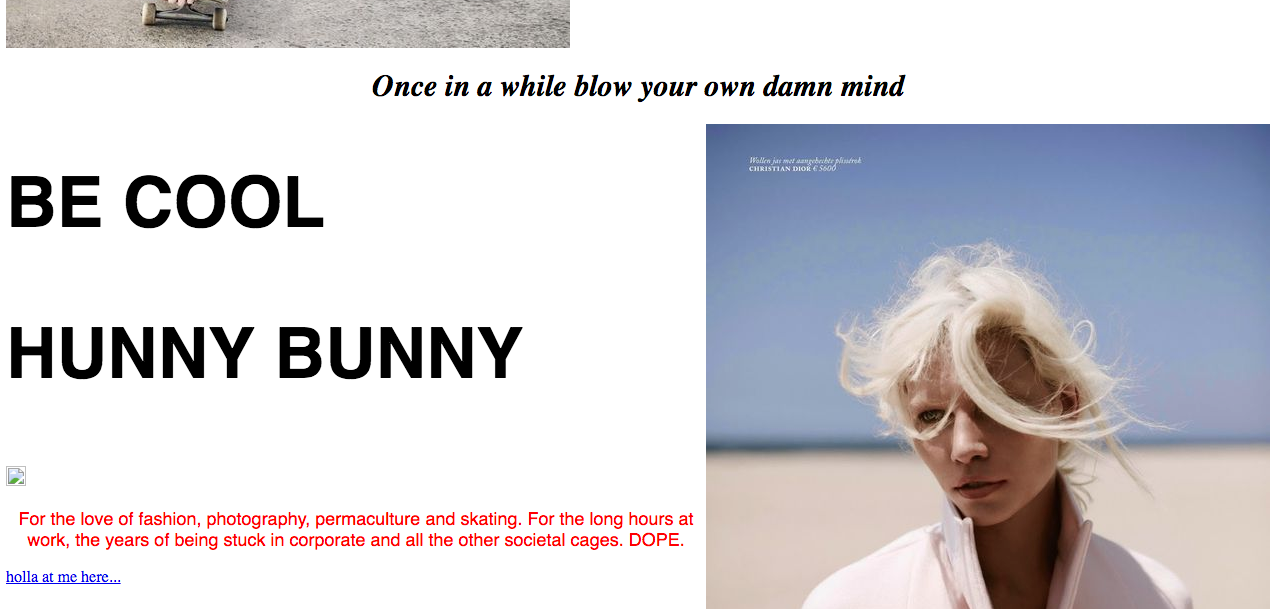 Once in a while blow your own damn mind
BE COOL
HUNNY BUNNY
Wollen jas met aangehechte plissérok
CHRISTIAN DIOR € 5600
For the love of fashion, photography, permaculture and skating. For the long hours at
work, the years of being stuck in corporate and all the other societal cages. DOPE.
holla at me here...